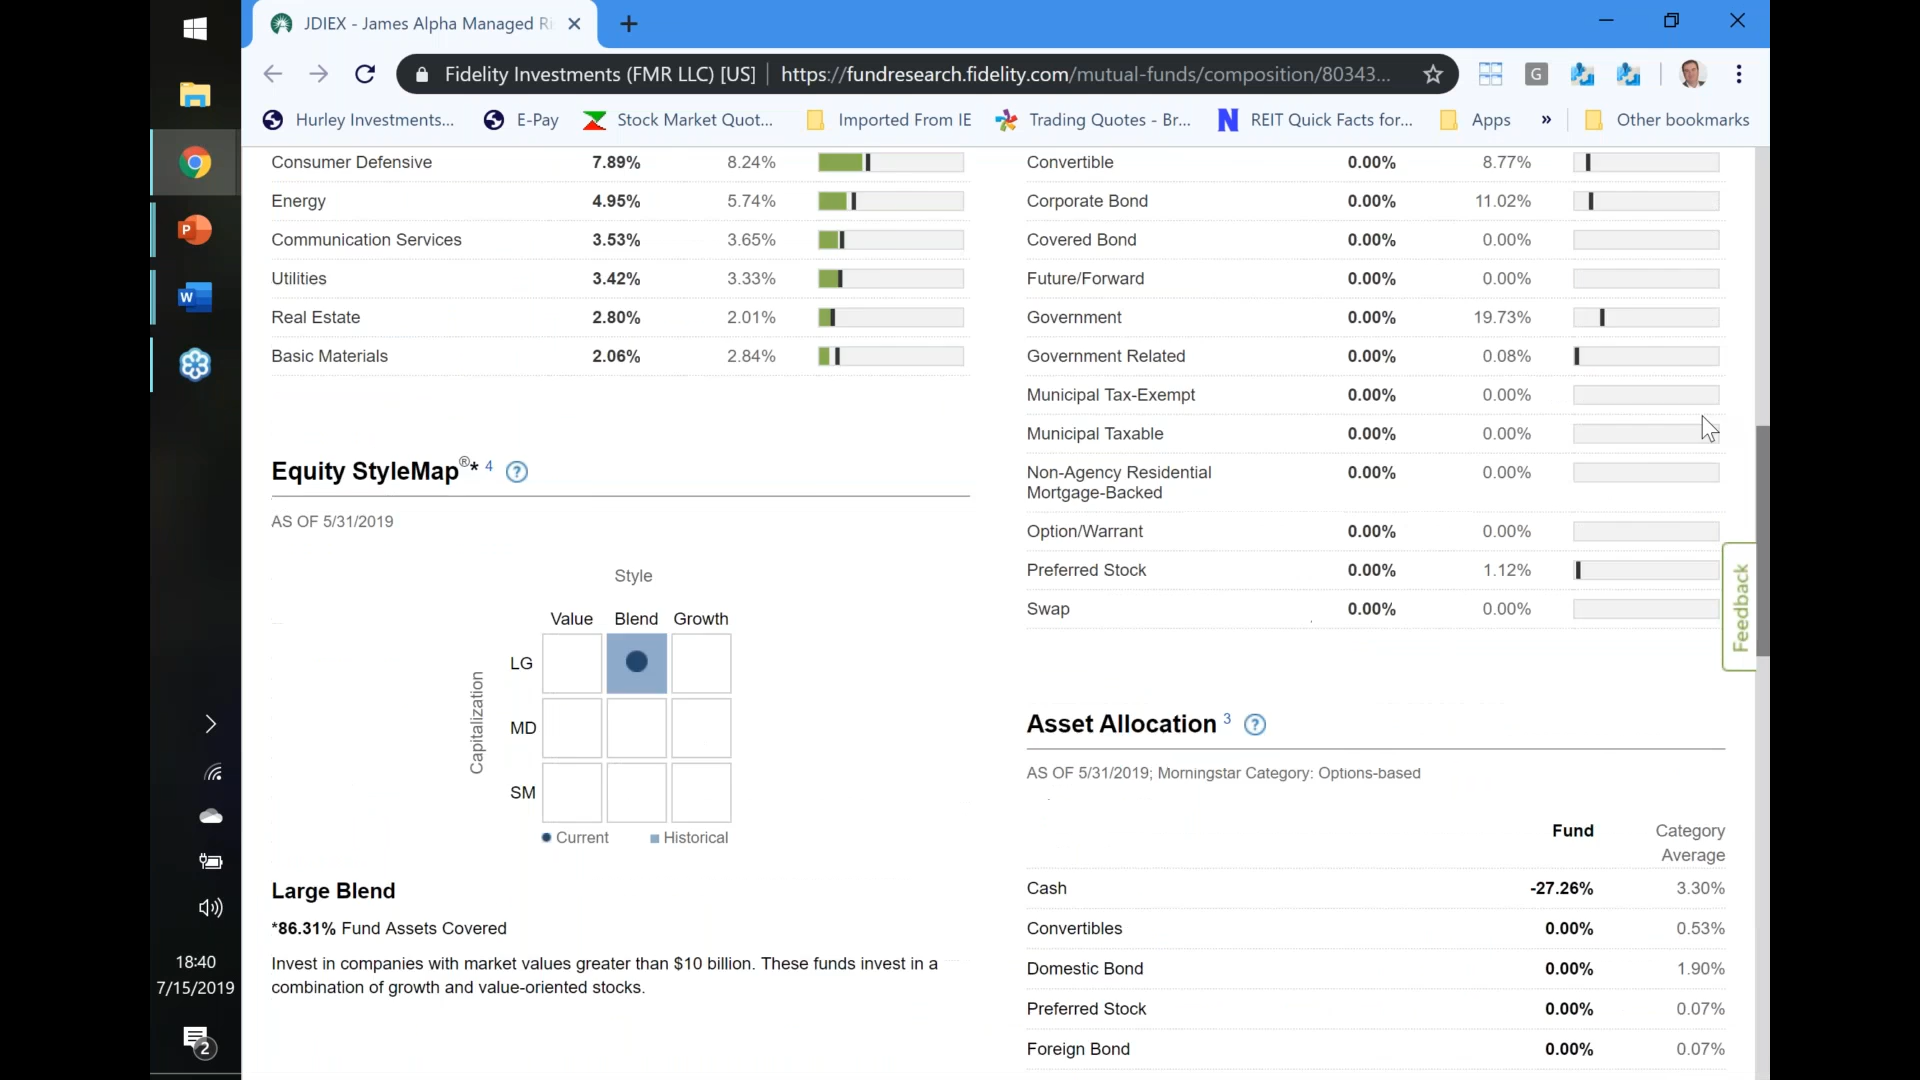 JDIEX - James Alpha Managed Ri
Fidelity Investments (FMR LLC) [US] https://fundresearch.fidelity.com/mutual-funds/composition/80343...
G
Hurley Investments... E-Pay Stock Market Quot... Imported From IE Trading Quotes - Br... REIT Quick Facts for... Apps » Other bookmarks
Consumer Defensive 7.89% 8.24%
Energy 4.95% 5.74%
Communication Services 3.53% 3.65%
Utilities 3.42% 3.33%
Real Estate 2.80% 2.01%
Basic Materials 2.06% 2.84%
Equity StyleMap®* 4 ?
AS OF 5/31/2019
Style
Value Blend Growth
Capitalization
LG
MD
SM
Current Historical
Large Blend
*86.31% Fund Assets Covered
Invest in companies with market values greater than $10 billion. These funds invest in a
combination of growth and value-oriented stocks.
Convertible 0.00% 8.77%
Corporate Bond 0.00% 11.02%
Covered Bond 0.00% 0.00%
Future/Forward 0.00% 0.00%
Government 0.00% 19.73%
Government Related 0.00% 0.08%
Municipal Tax-Exempt 0.00% 0.00%
Municipal Taxable 0.00% 0.00%
Non-Agency Residential 0.00% 0.00%
Mortgage-Backed
Option/Warrant 0.00% 0.00%
Preferred Stock 0.00% 1.12%
Swap 0.00% 0.00%
Feedback
Asset Allocation 3 ?
AS OF 5/31/2019; Morningstar Category: Options-based
Fund Category
Average
Cash -27.26% 3.30%
Convertibles 0.00% 0.53%
Domestic Bond 0.00% 1.90%
Preferred Stock 0.00% 0.07%
Foreign Bond 0.00% 0.07%
P
W
18:40
7/15/2019
2